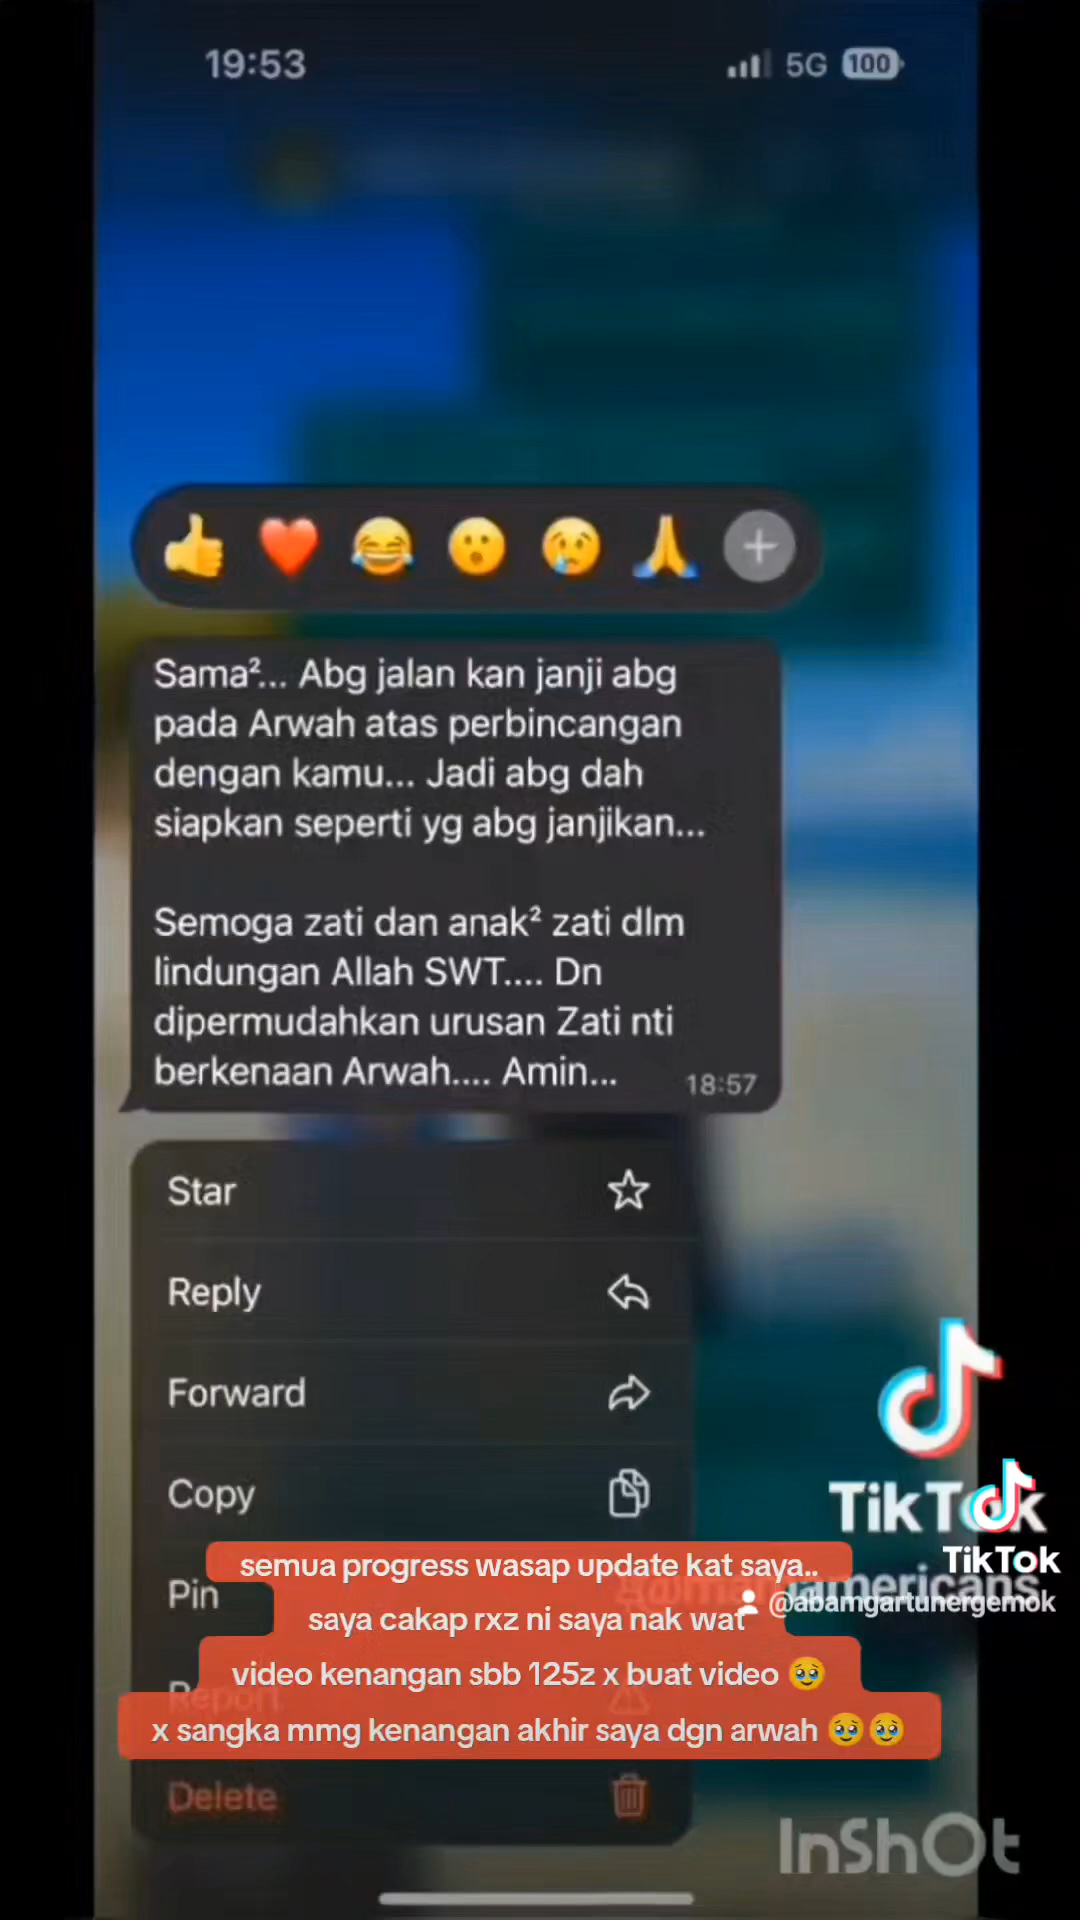 19:53
5G 100
Sama²... Abg jalan kan janji abg
pada Arwah atas perbincangan
dengan kamu... Jadi abg dah
siapkan seperti yg abg janjikan...
Semoga zati dan anak² zati dlm
lindungan Allah SWT.... Dn
dipermudahkan urusan Zati nti
berkenaan Arwah.... Amin...
18:57
Star
Reply
Forward
Copy
TikTok
TikTok
semua progress wasap update kat saya..
Pin
@abamgartunergemok
saya cakap rxz ni saya nak wat
video kenangan sbb 125z x buat video 🥹
Report
x sangka mmg kenangan akhir saya dgn arwah 🥹🥹
Delete
InShOt